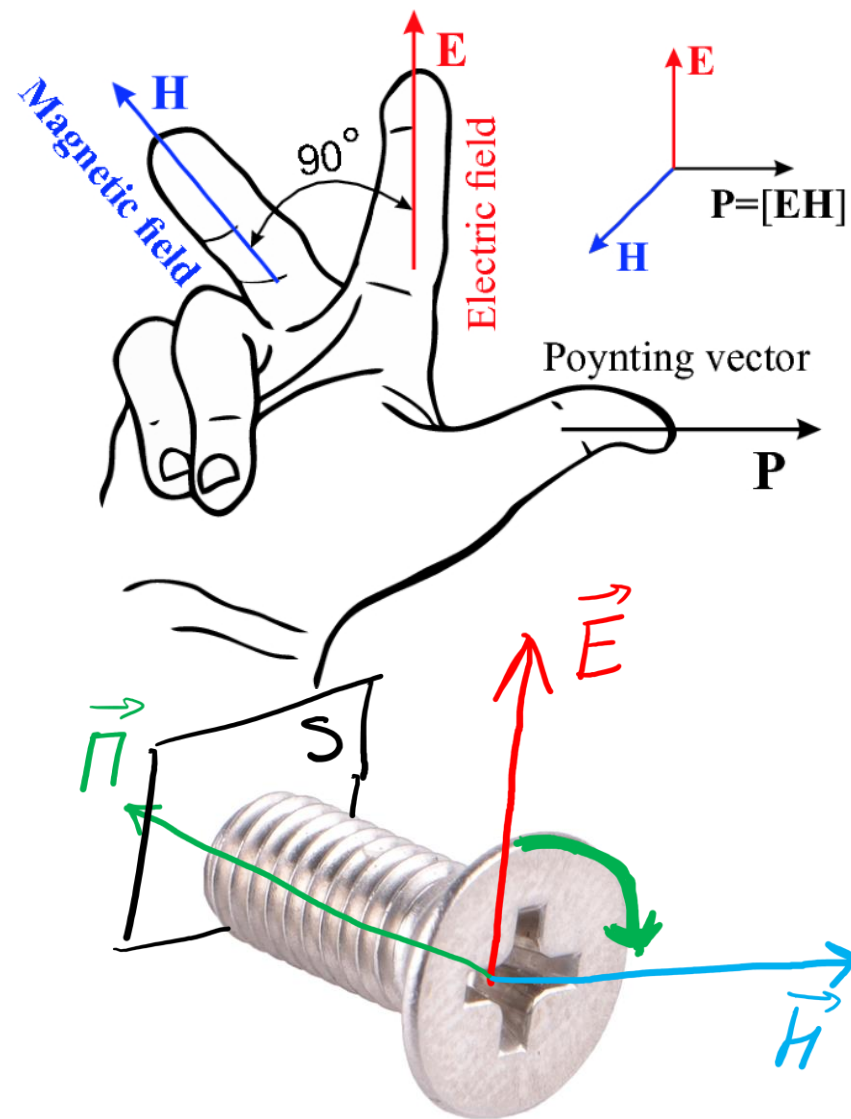 E
H
Magnetic field
90°
Electric field
E
P=[EH]
H
Poynting vector
P
E
S
П
H